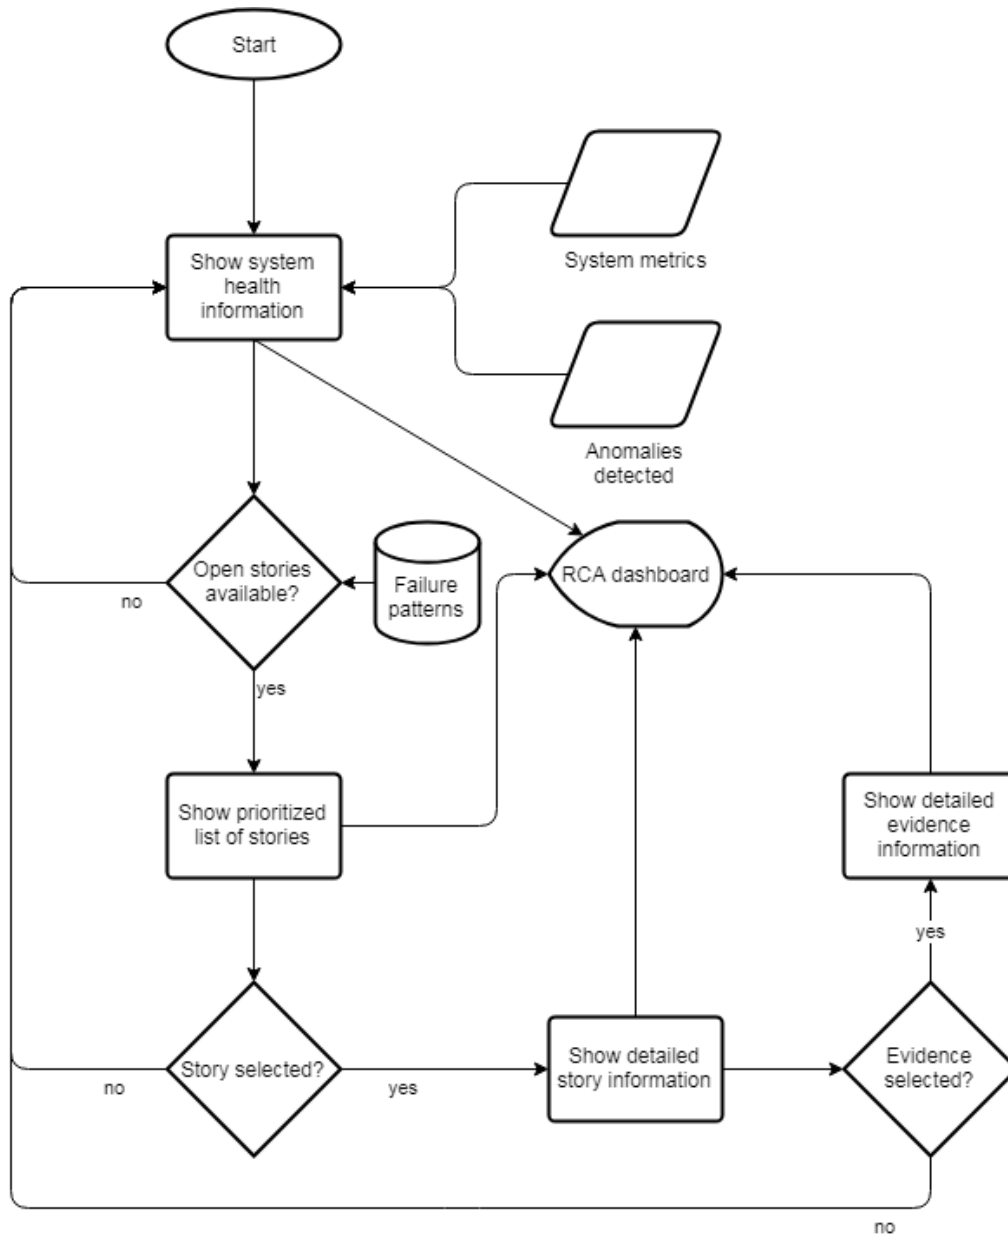 Start
Show system
health
information
System metrics
Anomalies
detected
Open stories
available?
no
yes
Failure
patterns
RCA dashboard
Show prioritized
list of stories
Show detailed
evidence
information
yes
Story selected?
no
yes
Show detailed
story information
Evidence
selected?
no